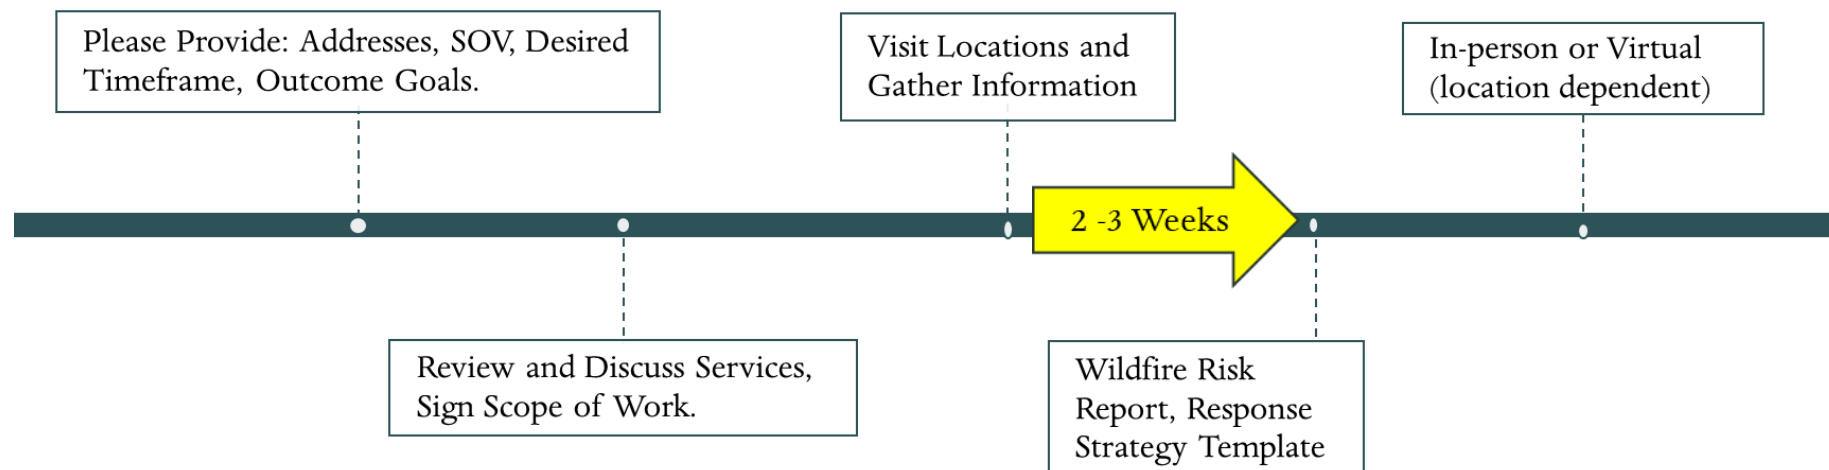 Please Provide: Addresses, SOV, Desired
Timeframe, Outcome Goals.
Review and Discuss Services,
Sign Scope of Work.
Visit Locations and
Gather Information
2 -3 Weeks
Wildfire Risk
Report, Response
Strategy Template
In-person or Virtual
(location dependent)